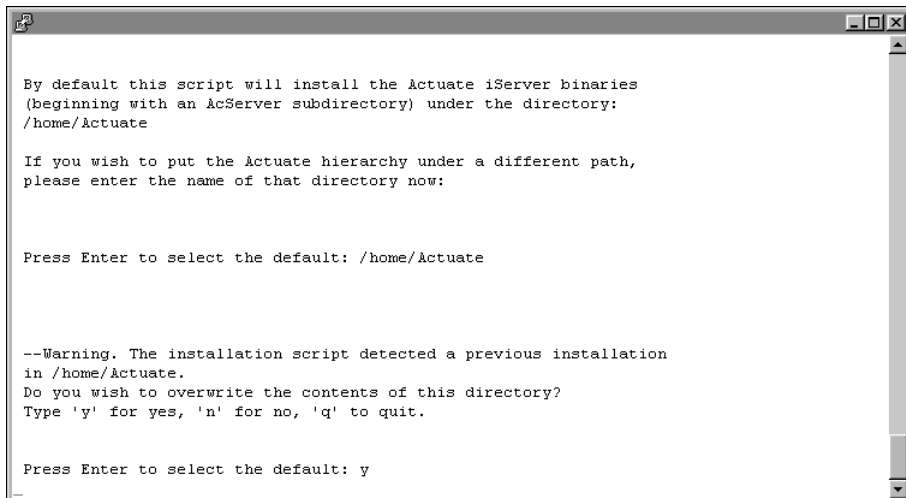 By default this script will install the Actuate iServer binaries
(beginning with an AcServer subdirectory) under the directory:
/home/Actuate
If you wish to put the Actuate hierarchy under a different path,
please enter the name of that directory now:
Press Enter to select the default: /home/Actuate
--Warning. The installation script detected a previous installation
in /home/Actuate.
Do you wish to overwrite the contents of this directory?
Type 'y' for yes, 'n' for no, 'q' to quit.
Press Enter to select the default: y